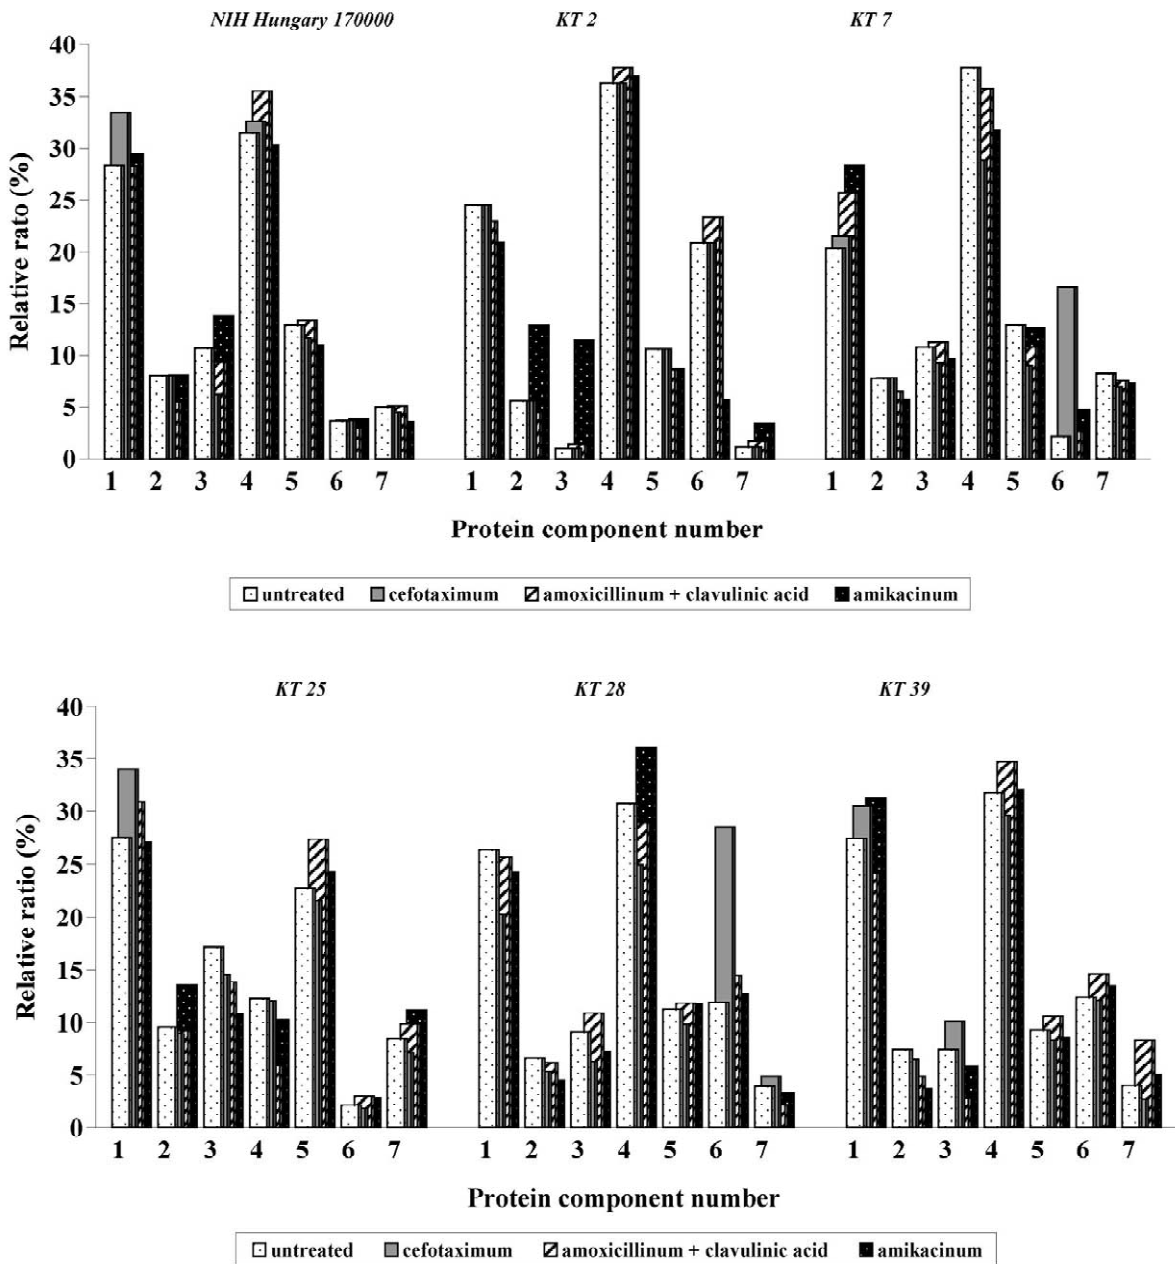 NIH Hungary 170000 KT 2 KT 7
40
35
30
25
20
15
10
5
0
Relative rato (%)
1 2 3 4 5 6 7 1 2 3 4 5 6 7 1 2 3 4 5 6 7
Protein component number
untreated cefotaximum amoxicillinum + clavulinic acid amikacinum
KT 25 KT 28 KT 39
40
35
30
25
20
15
10
5
0
Relative ratio (%)
1 2 3 4 5 6 7 1 2 3 4 5 6 7 1 2 3 4 5 6 7
Protein component number
untreated cefotaximum amoxicillinum + clavulinic acid amikacinum